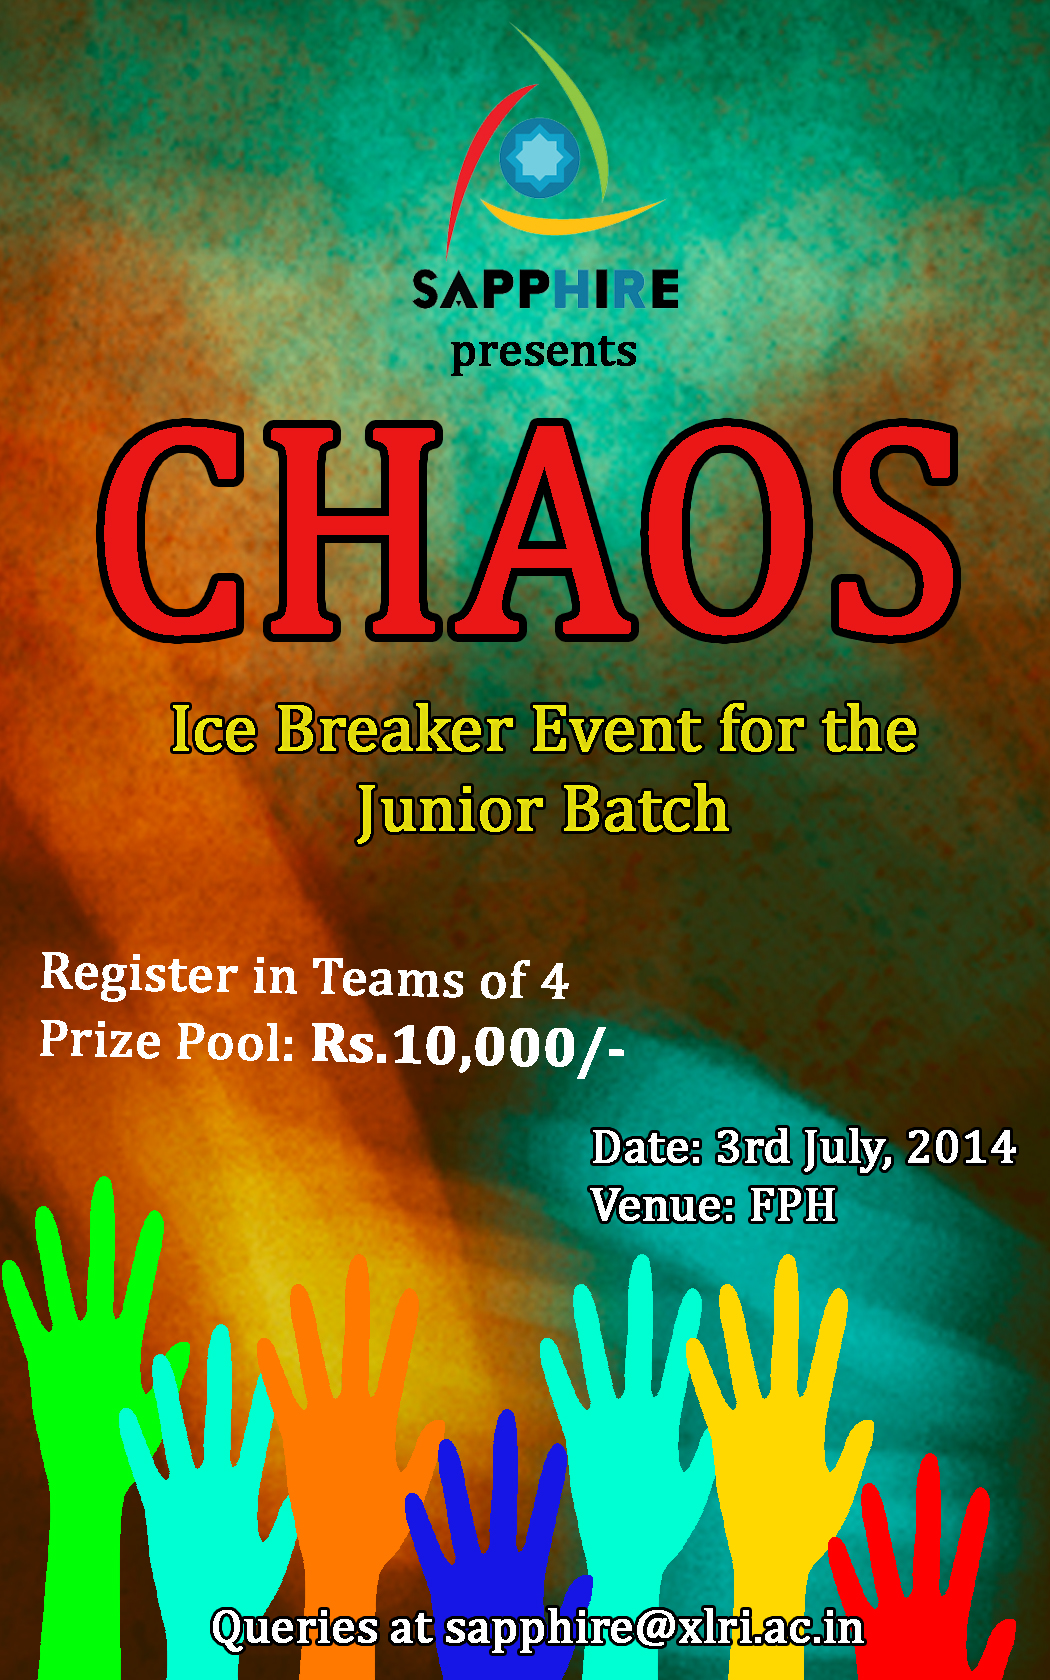 SAPPHIRE
presents
CHAOS
Ice Breaker Event for the
Junior Batch
Register in Teams of 4
Prize Pool: Rs.10,000/-
Date: 3rd July, 2014
Venue: FPH
Queries at sapphire@xlri.ac.in